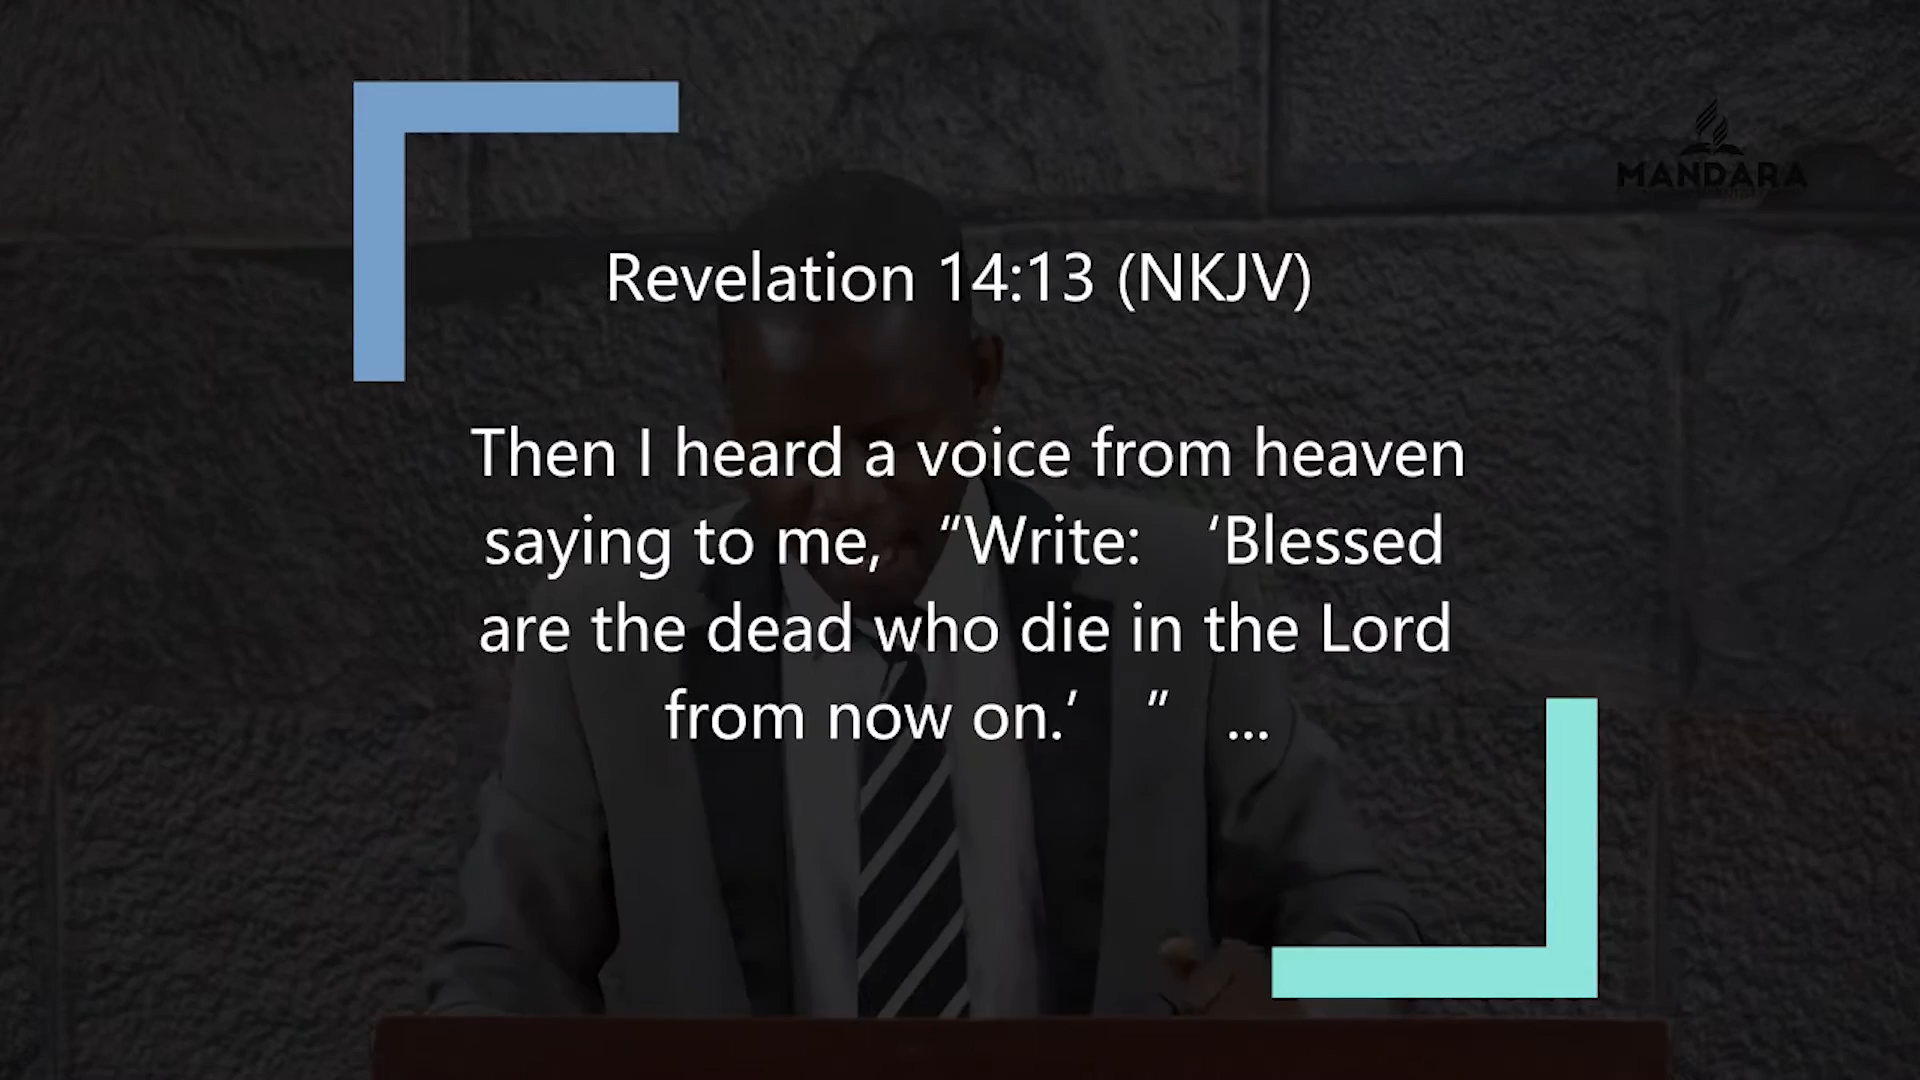 MANDARA
Revelation 14:13 (NKJV)
Then I heard a voice from heaven
saying to me, “Write: ‘Blessed
are the dead who die in the Lord
from now on.’ ” ...